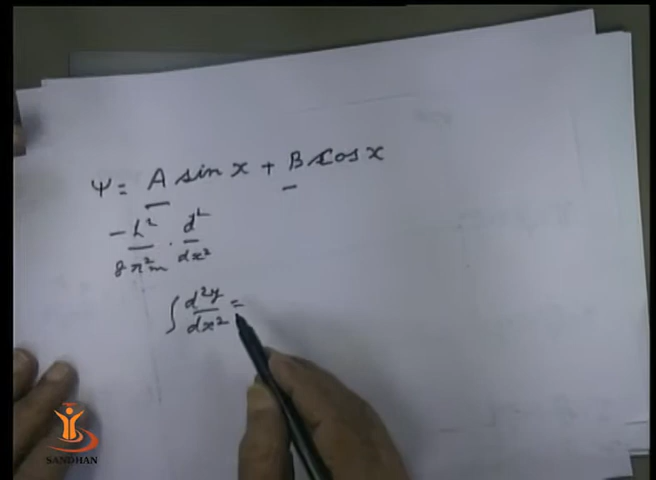 ψ = A sin x + B cos x
-h²/8π²m · d²/dx²
∫ d²y/dx² =
SANDHAN